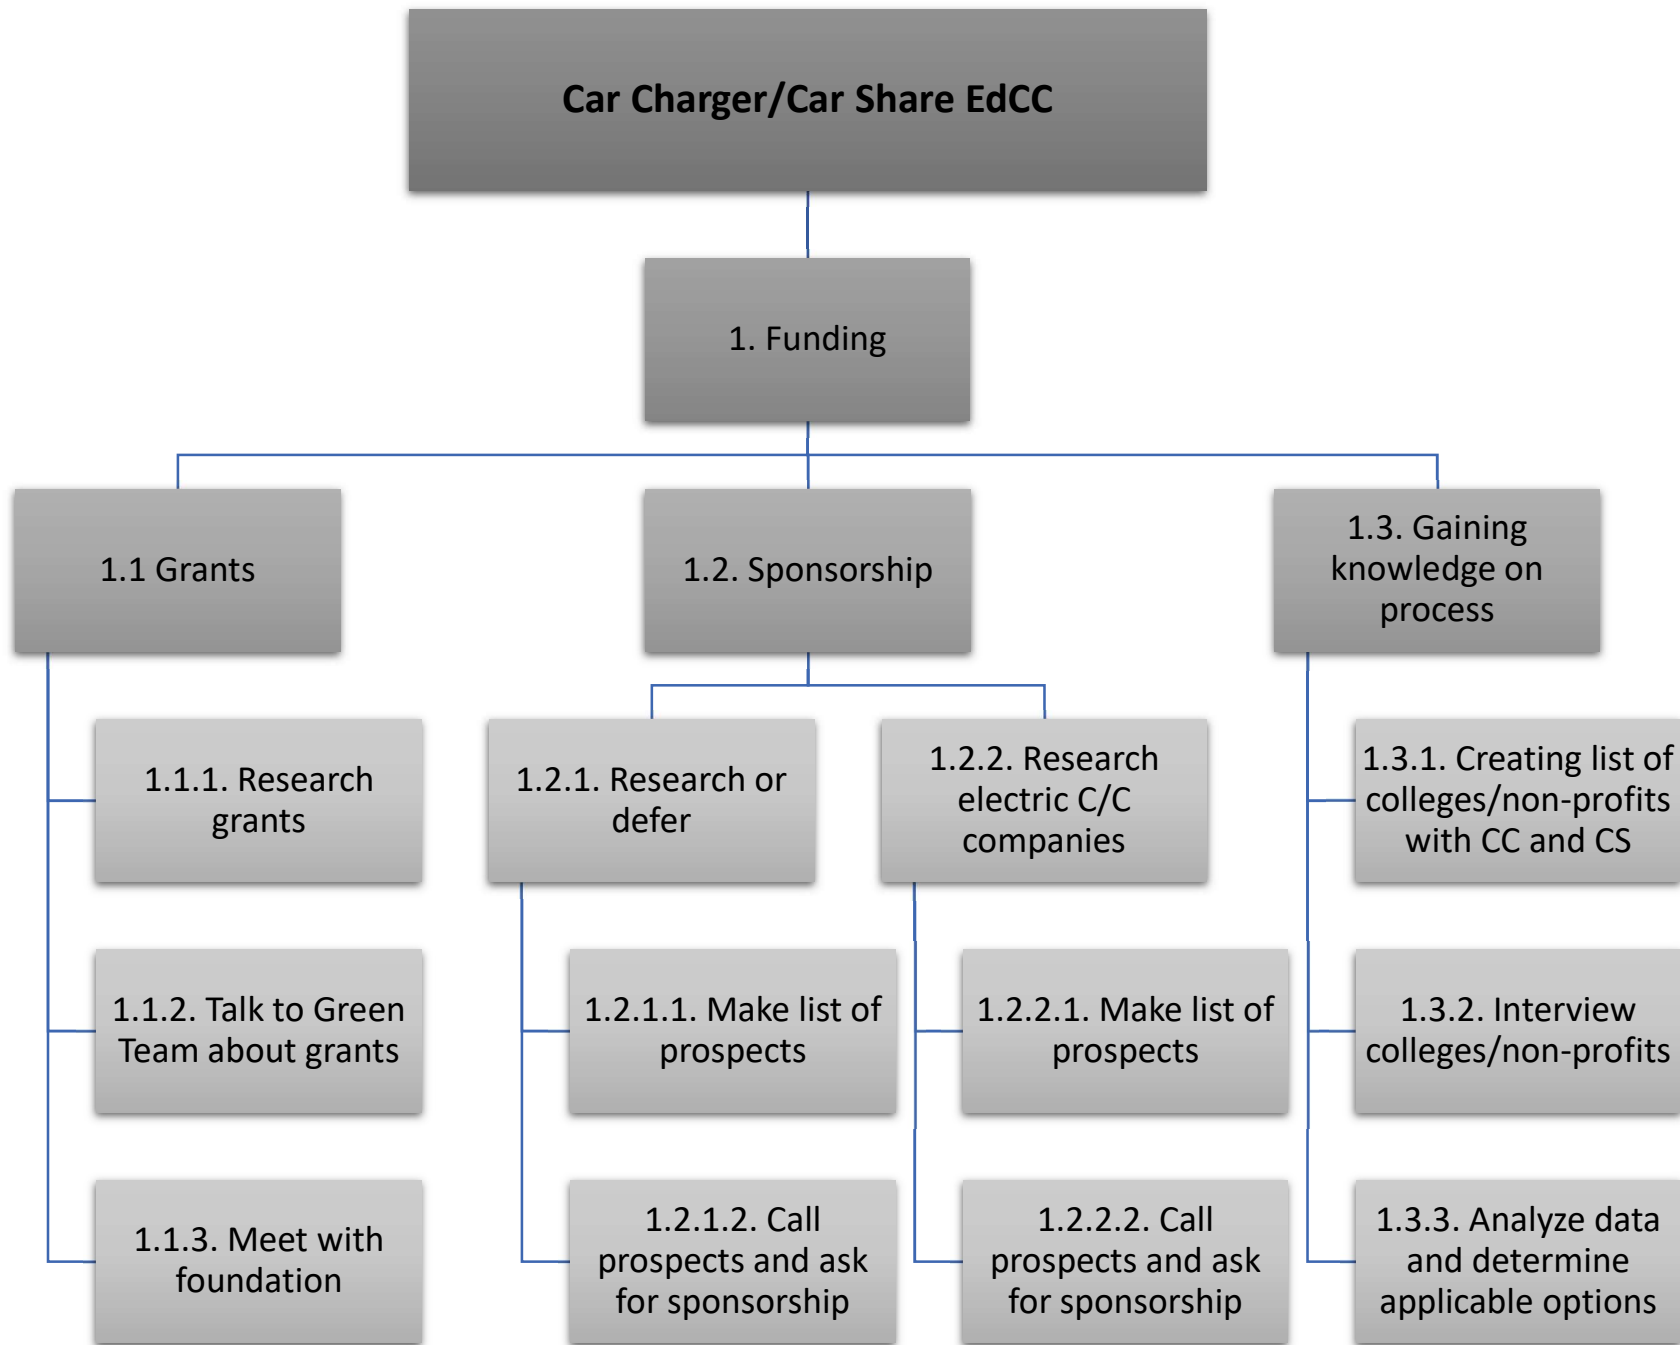 Car Charger/Car Share EdCC
1. Funding
1.1 Grants
1.2. Sponsorship
1.3. Gaining
knowledge on
process
1.1.1. Research
grants
1.2.1. Research or
defer
1.2.2. Research
electric C/C
companies
1.3.1. Creating list of
colleges/non-profits
with CC and CS
1.1.2. Talk to Green
Team about grants
1.2.1.1. Make list of
prospects
1.2.2.1. Make list of
prospects
1.3.2. Interview
colleges/non-profits
1.1.3. Meet with
foundation
1.2.1.2. Call
prospects and ask
for sponsorship
1.2.2.2. Call
prospects and ask
for sponsorship
1.3.3. Analyze data
and determine
applicable options